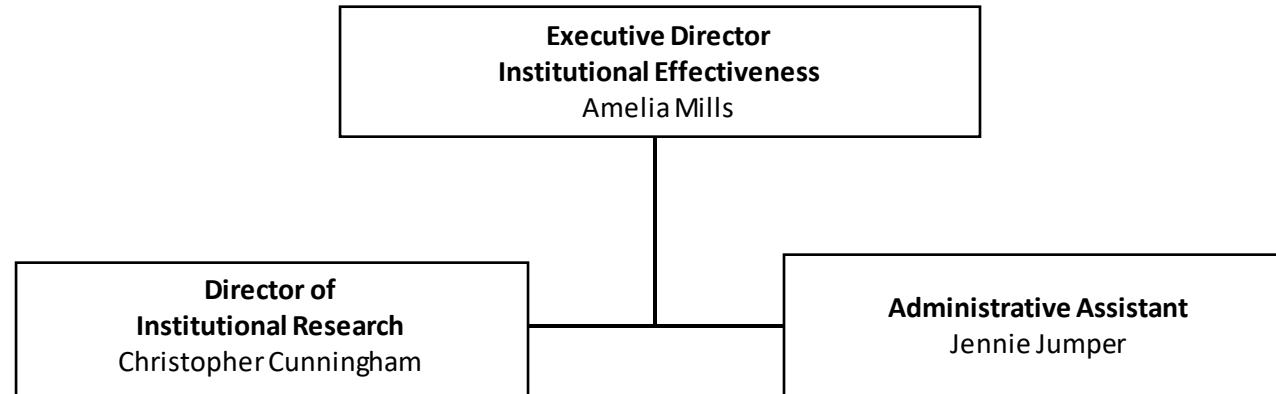 Executive Director
Institutional Effectiveness
Amelia Mills
Director of
Institutional Research
Christopher Cunningham
Administrative Assistant
Jennie Jumper